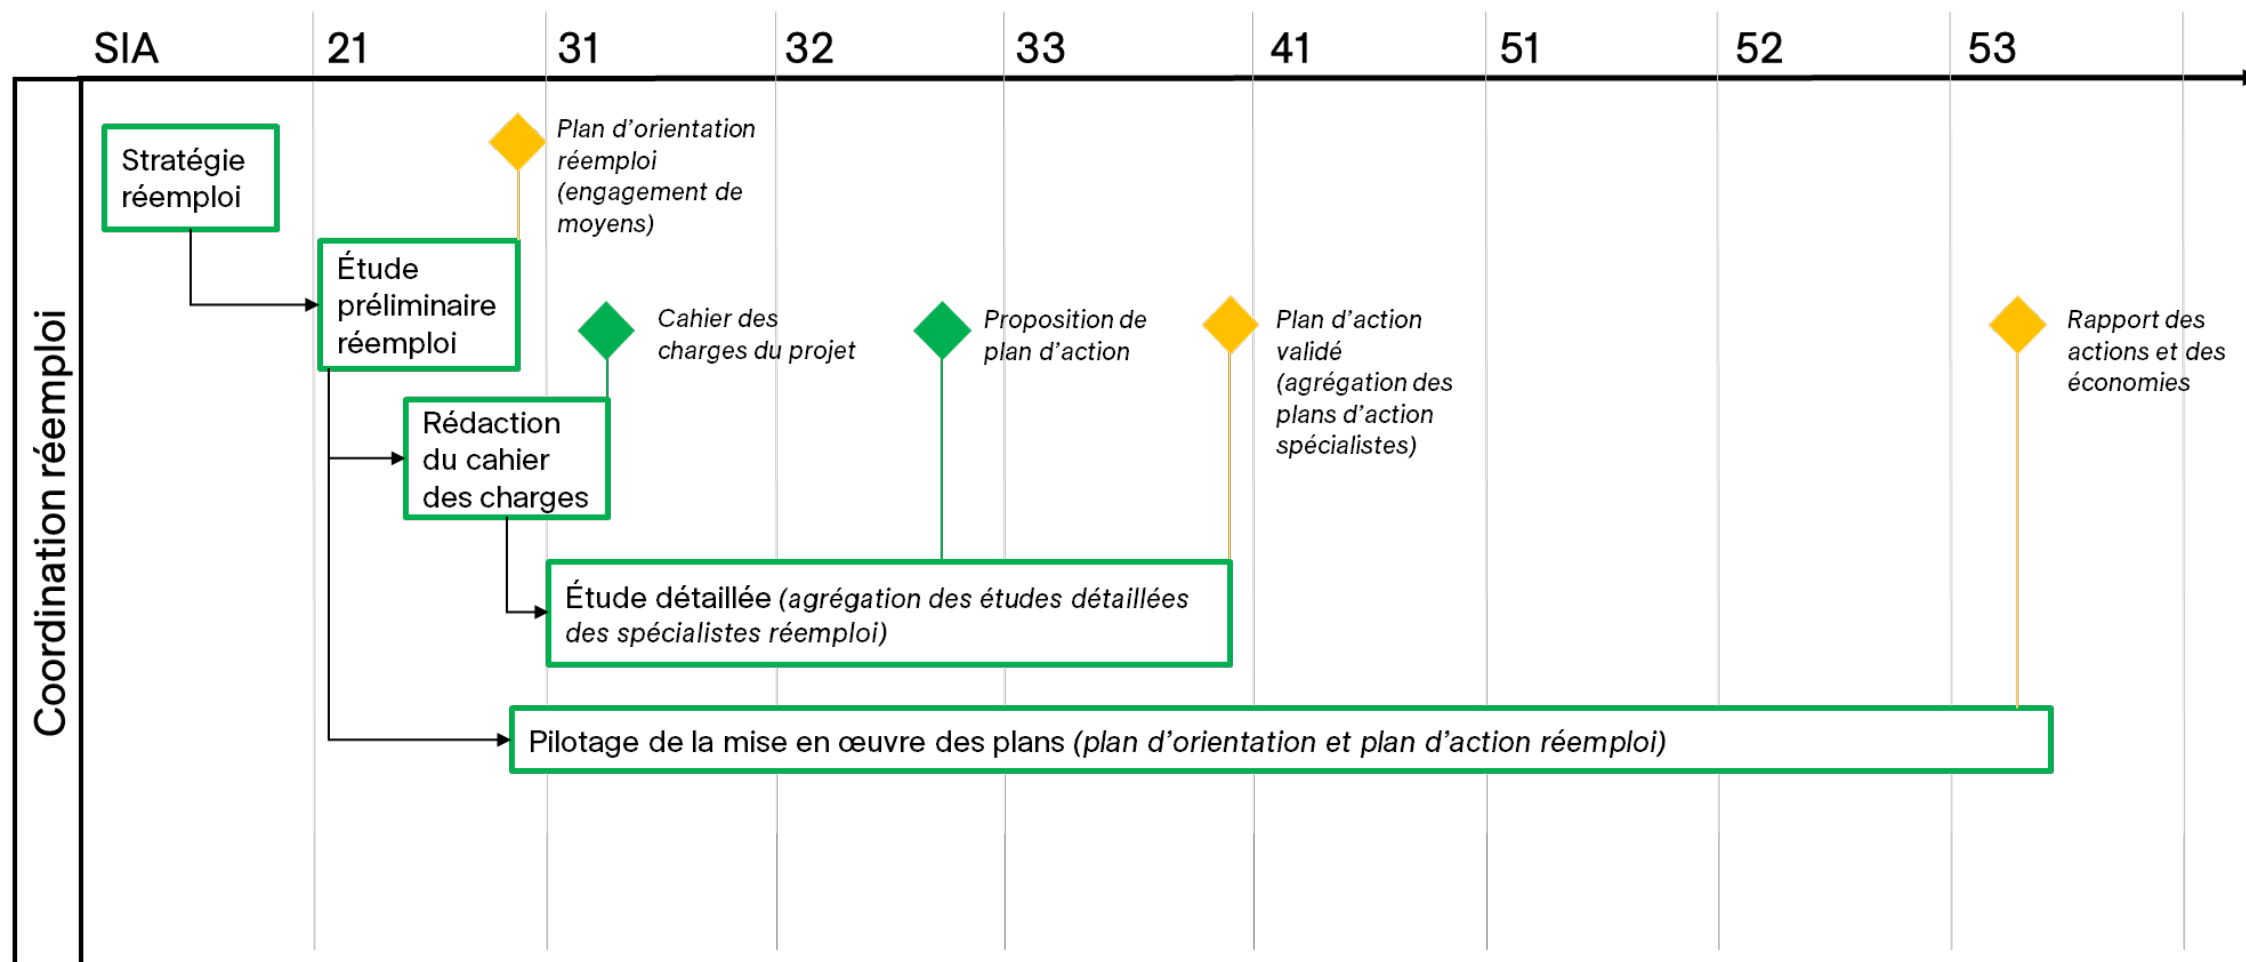 SIA 21 31 32 33 41 51 52 53
Coordination réemploi
Stratégie
réemploi
Plan d’orientation
réemploi
(engagement de
moyens)
Étude
préliminaire
réemploi
Cahier des
charges du projet
Proposition de
plan d’action
Plan d’action
validé
(agrégation des
plans d’action
spécialistes)
Rapport des
actions et des
économies
Rédaction
du cahier
des charges
Étude détaillée (agrégation des études détaillées
des spécialistes réemploi)
Pilotage de la mise en œuvre des plans (plan d’orientation et plan d’action réemploi)